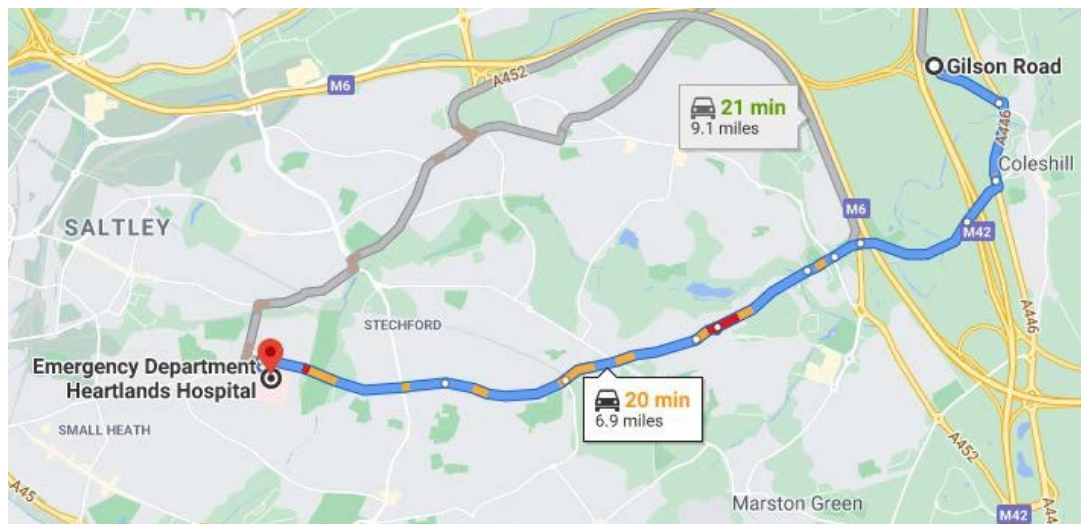 A452
M6
Gilson Road
21 min
9.1 miles
A446
Coleshill
SALTLEY
M6
M42
STECHFORD
A446
Emergency Department
Heartlands Hospital
20 min
6.9 miles
SMALL HEATH
A452
A45
Marston Green
M42
A44